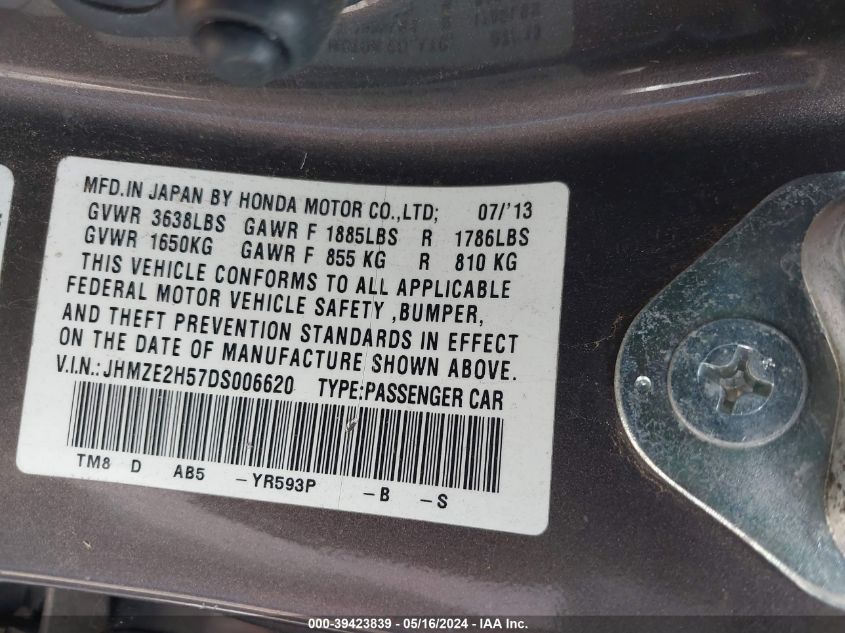 MFD.IN JAPAN BY HONDA MOTOR CO.,LTD; 07/'13
GVWR 3638LBS GAWR F 1885LBS R 1786LBS
GVWR 1650KG GAWR F 855 KG R 810 KG
THIS VEHICLE CONFORMS TO ALL APPLICABLE
FEDERAL MOTOR VEHICLE SAFETY ,BUMPER,
AND THEFT PREVENTION STANDARDS IN EFFECT
ON THE DATE OF MANUFACTURE SHOWN ABOVE.
V.I.N.:JHMZE2H57DS006620 TYPE:PASSENGER CAR
TM8 D AB5 -YR593P -B -S
000-39423839 - 05/16/2024 - IAA Inc.